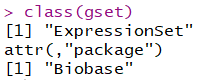 > class(gset)
[1] "ExpressionSet"
attr(,"package")
[1] "Biobase"